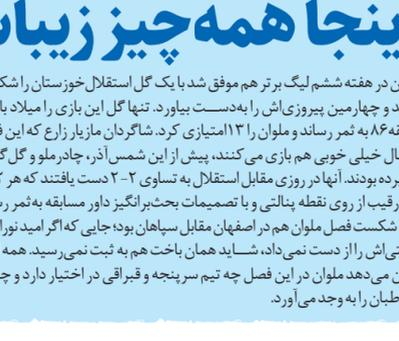 ینجا همه‌چیز زیبا
ن در هفته ششم لیگ برتر هم موفق شد با یک گل استقلال خوزستان را شک
د و چهارمین پیروزی‌اش را به‌دست بیاورد. تنها گل این بازی را میلاد با
قه ۸۶ به ثمر رساند و ملوان را ۱۳ امتیازی کرد. شاگردان مازیار زارع که این ف
ال خیلی خوبی هم بازی می‌کنند، پیش از این شمس‌آذر، چادرملو و گل‌گ
رده بودند. آنها در روزی مقابل استقلال به تساوی ۲-۲ دست یافتند که هر
رقیب از روی نقطه پنالتی و با تصمیمات بحث‌برانگیز داور مسابقه به‌ثمر ر
شکست فصل ملوان هم در اصفهان مقابل سپاهان بود؛ جایی که اگر امید نورا
تی‌اش را از دست نمی‌داد، شاید همان باخت هم به ثبت نمی‌رسید. همه
ن می‌دهد ملوان در این فصل چه تیم سرپنجه و قبراقی در اختیار دارد و چ
طبان را به وجد می‌آورد.